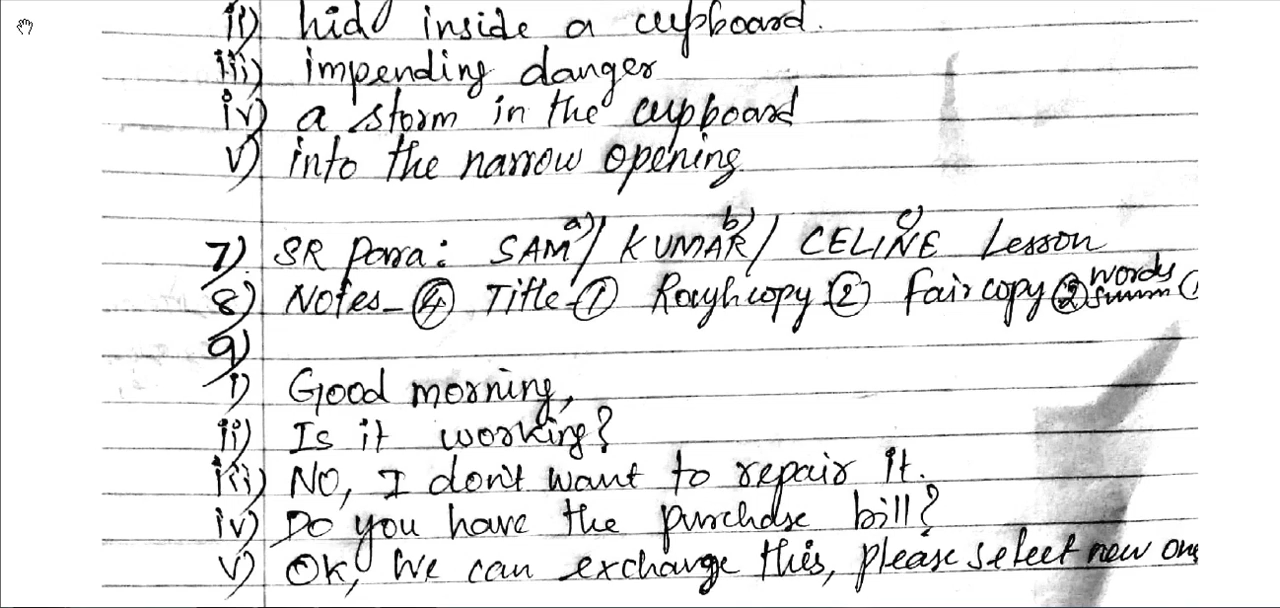 ii) hid inside a cupboard.
iii) impending danger
iv) a storm in the cupboard
v) into the narrow opening.
7) SR para: SAM a) / KUMAR b) / CELINE c) Lesson
8) Notes - (4) Title - (1) Rough copy (2) fair copy (2) words
9)
i) Good morning,
ii) Is it working?
iii) NO, I don't want to repair it.
iv) Do you have the purchase bill?
v) OK, We can exchange this, please select new one